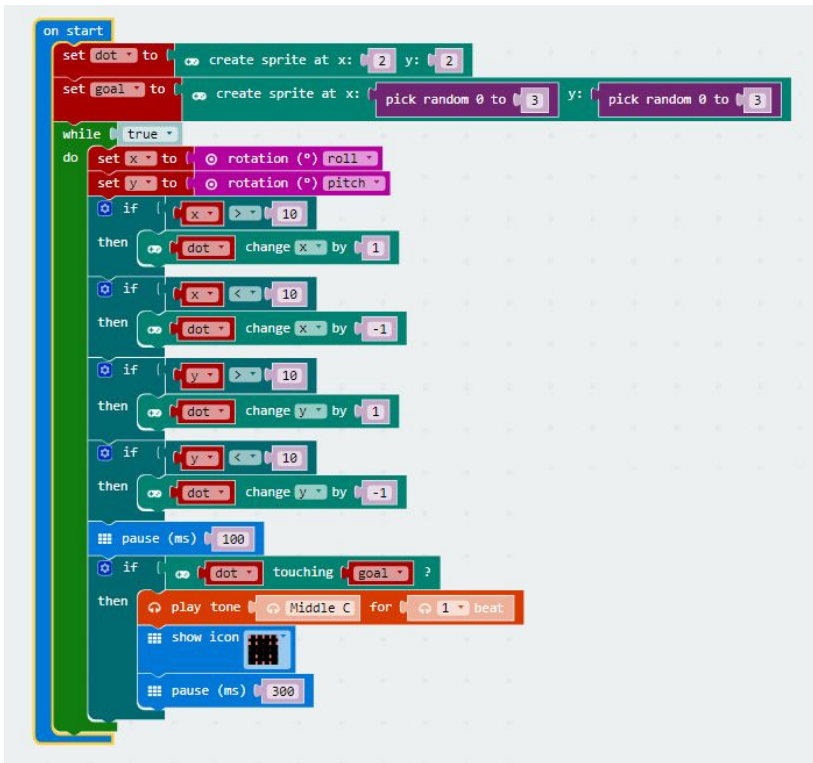 on start
set dot to create sprite at x: 2 y: 2
set goal to create sprite at x: pick random 0 to 3 y: pick random 0 to 3
while true
do set x to rotation (°) roll
set y to rotation (°) pitch
if x > 10
then dot change x by 1
if x < 10
then dot change x by -1
if y > 10
then dot change y by 1
if y < 10
then dot change y by -1
pause (ms) 100
if dot touching goal ?
then play tone Middle C for 1 beat
show icon
pause (ms) 300